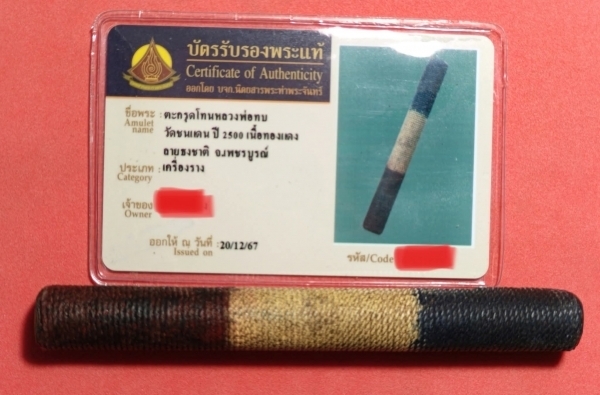 บัตรรับรองพระแท้
Certificate of Authenticity
ออกโดย บจก.นิตยสารพระท่าพระจันทร์
ชื่อพระ : ตะกรุดโทนหลวงพ่อทบ
Amulet name
วัดชนแดน ปี 2500 เนื้อทองแดง
ลายธงชาติ จ.เพชรบูรณ์
ประเภท : เครื่องราง
Category
เจ้าของ
Owner
ออกให้ ณ วันที่ : 20/12/67
Issued on
รหัส/Code